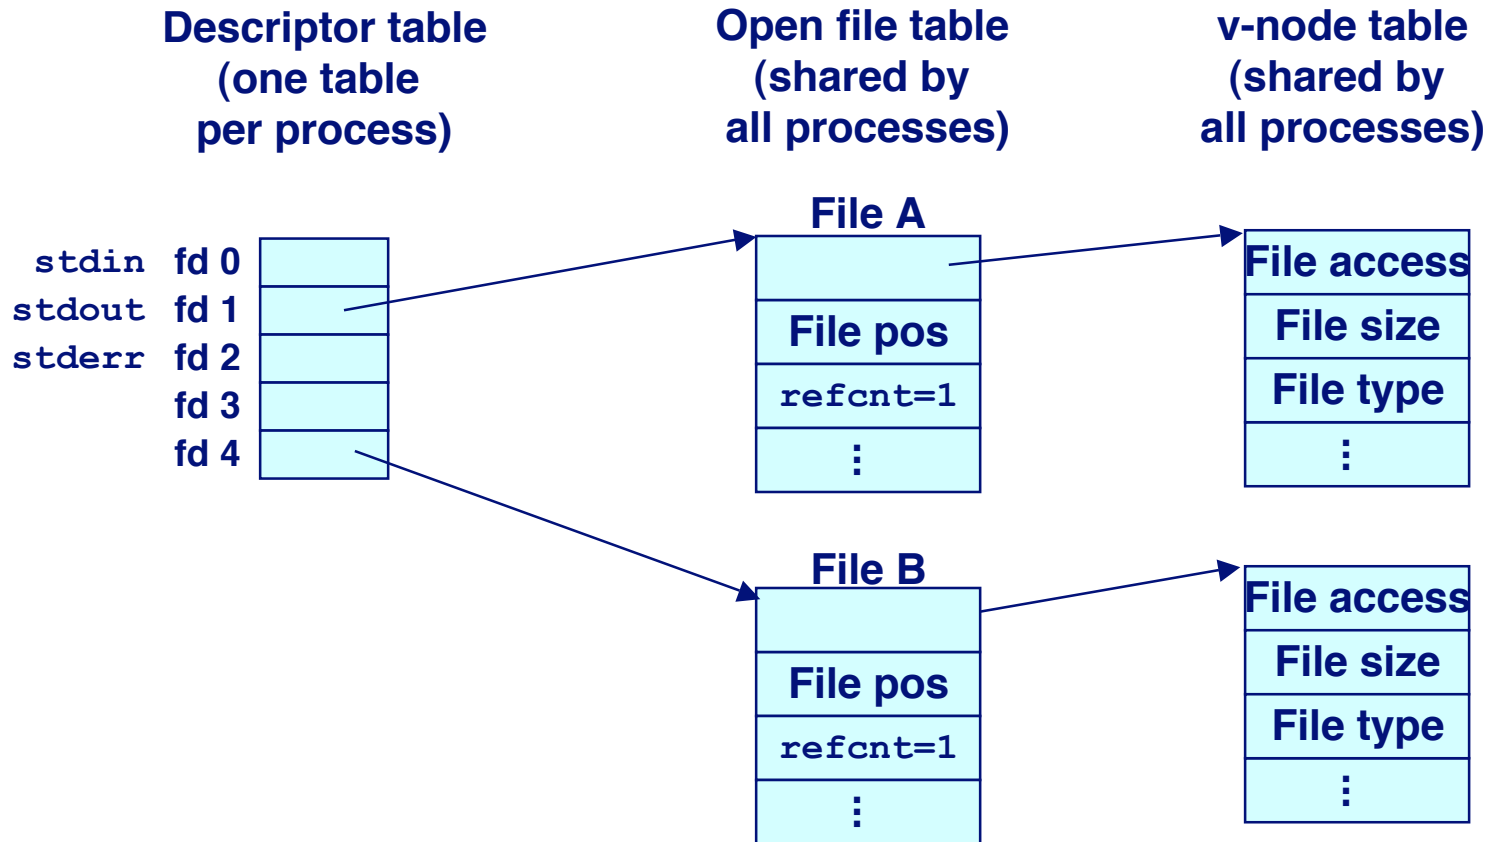 Descriptor table
(one table
per process)
Open file table
(shared by
all processes)
v-node table
(shared by
all processes)
stdin fd 0
stdout fd 1
stderr fd 2
fd 3
fd 4
File A
File pos
refcnt=1
⋮
File access
File size
File type
⋮
File B
File pos
refcnt=1
⋮
File access
File size
File type
⋮